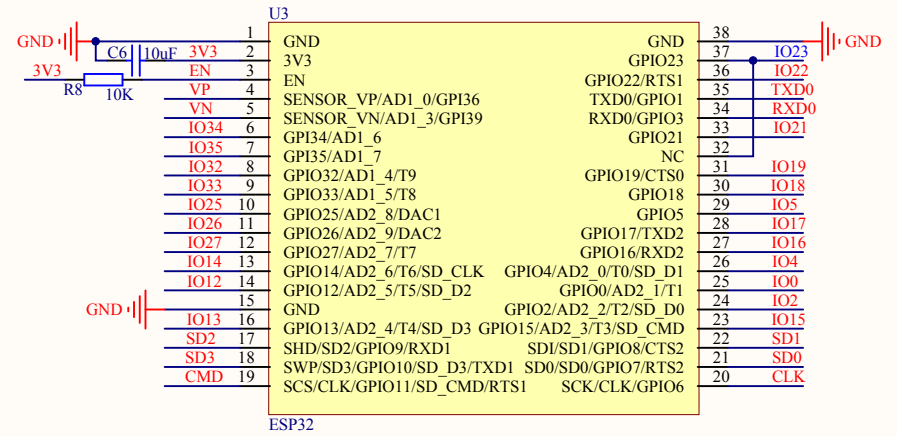 U3
GND 1 GND GND 38 GND
C6 10uF 3V3 2 3V3 GPIO23 37 IO23
3V3 R8 10K EN 3 EN GPIO22/RTS1 36 IO22
VP 4 SENSOR_VP/AD1_0/GPI36 TXD0/GPIO1 35 TXD0
VN 5 SENSOR_VN/AD1_3/GPI39 RXD0/GPIO3 34 RXD0
IO34 6 GPI34/AD1_6 GPIO21 33 IO21
IO35 7 GPI35/AD1_7 NC 32
IO32 8 GPIO32/AD1_4/T9 GPIO19/CTS0 31 IO19
IO33 9 GPIO33/AD1_5/T8 GPIO18 30 IO18
IO25 10 GPIO25/AD2_8/DAC1 GPIO5 29 IO5
IO26 11 GPIO26/AD2_9/DAC2 GPIO17/TXD2 28 IO17
IO27 12 GPIO27/AD2_7/T7 GPIO16/RXD2 27 IO16
IO14 13 GPIO14/AD2_6/T6/SD_CLK GPIO4/AD2_0/T0/SD_D1 26 IO4
IO12 14 GPIO12/AD2_5/T5/SD_D2 GPIO0/AD2_1/T1 25 IO0
GND 15 GND GPIO2/AD2_2/T2/SD_D0 24 IO2
IO13 16 GPIO13/AD2_4/T4/SD_D3 GPIO15/AD2_3/T3/SD_CMD 23 IO15
SD2 17 SHD/SD2/GPIO9/RXD1 SDI/SD1/GPIO8/CTS2 22 SD1
SD3 18 SWP/SD3/GPIO10/SD_D3/TXD1 SD0/SD0/GPIO7/RTS2 21 SD0
CMD 19 SCS/CLK/GPIO11/SD_CMD/RTS1 SCK/CLK/GPIO6 20 CLK
ESP32